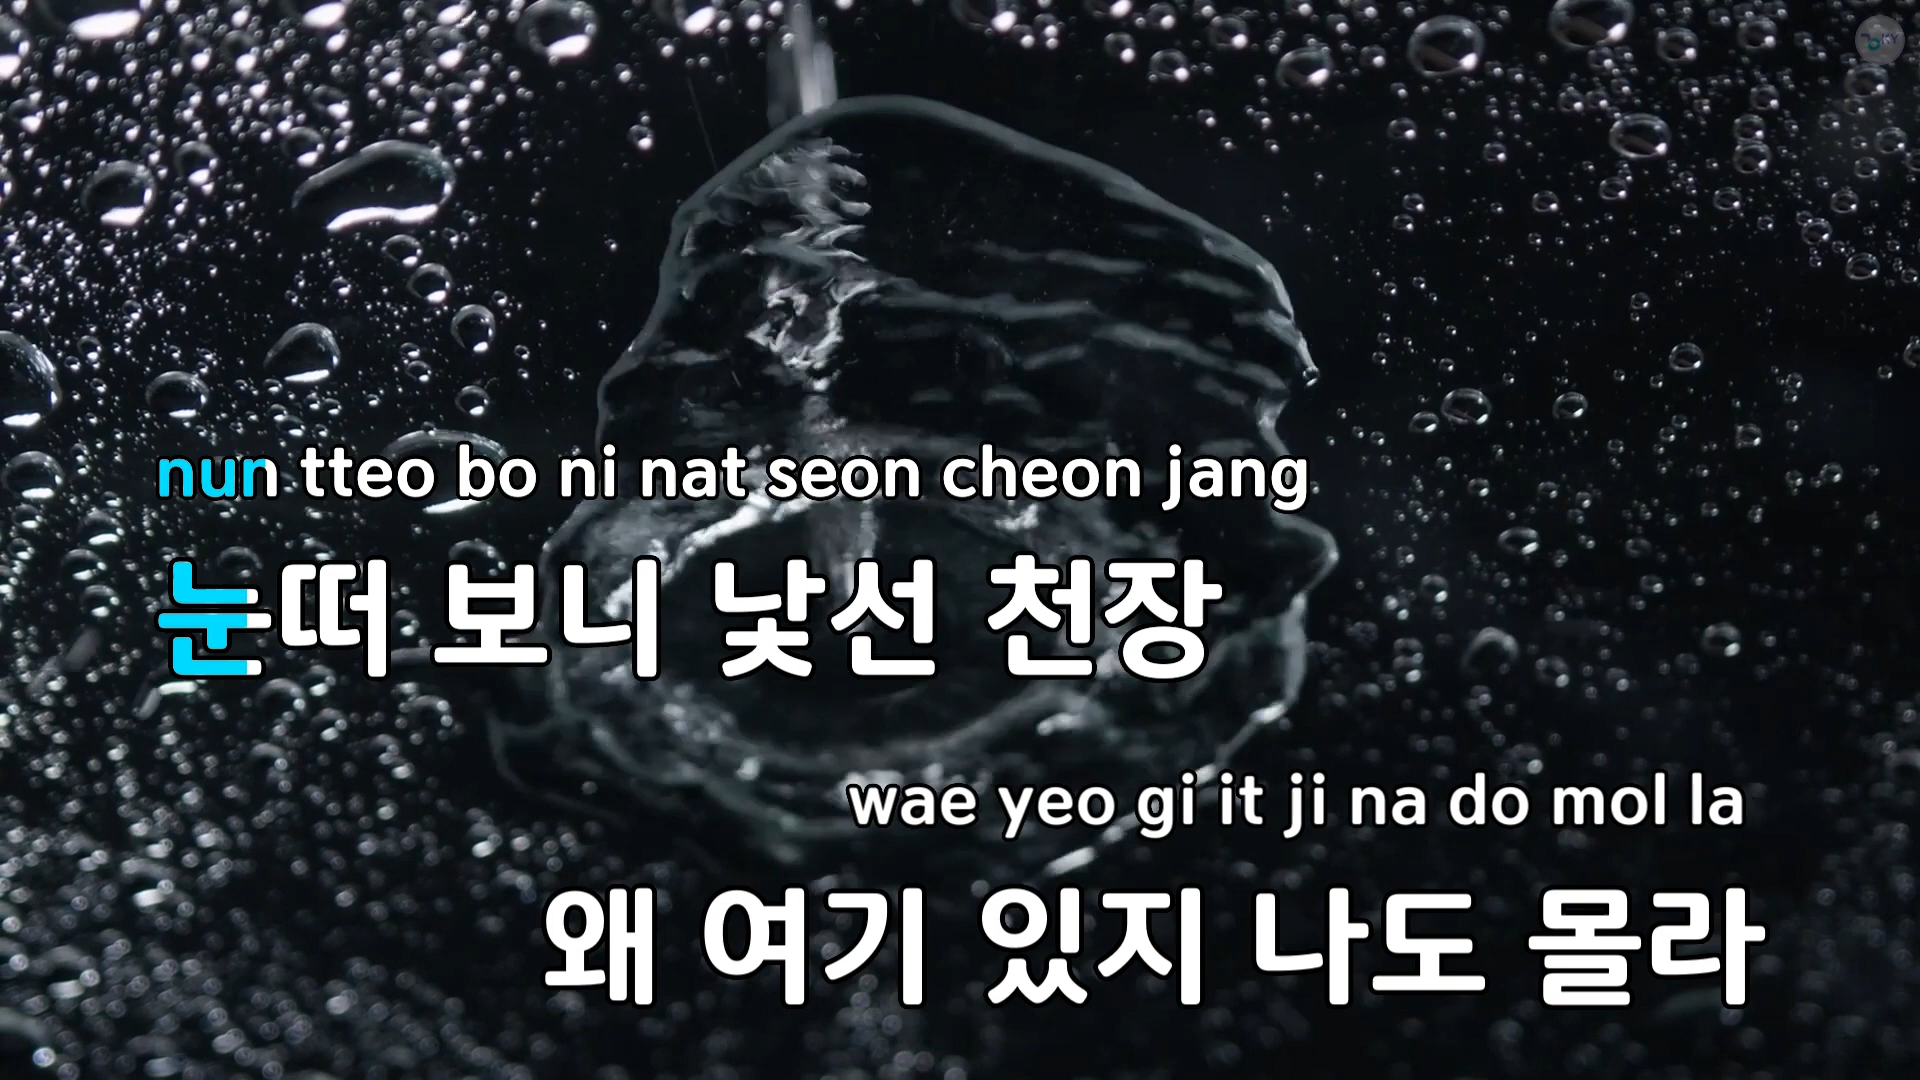 nun tteo bo ni nat seon cheon jang
눈떠 보니 낯선 천장
wae yeo gi it ji na do mol la
왜 여기 있지 나도 몰라